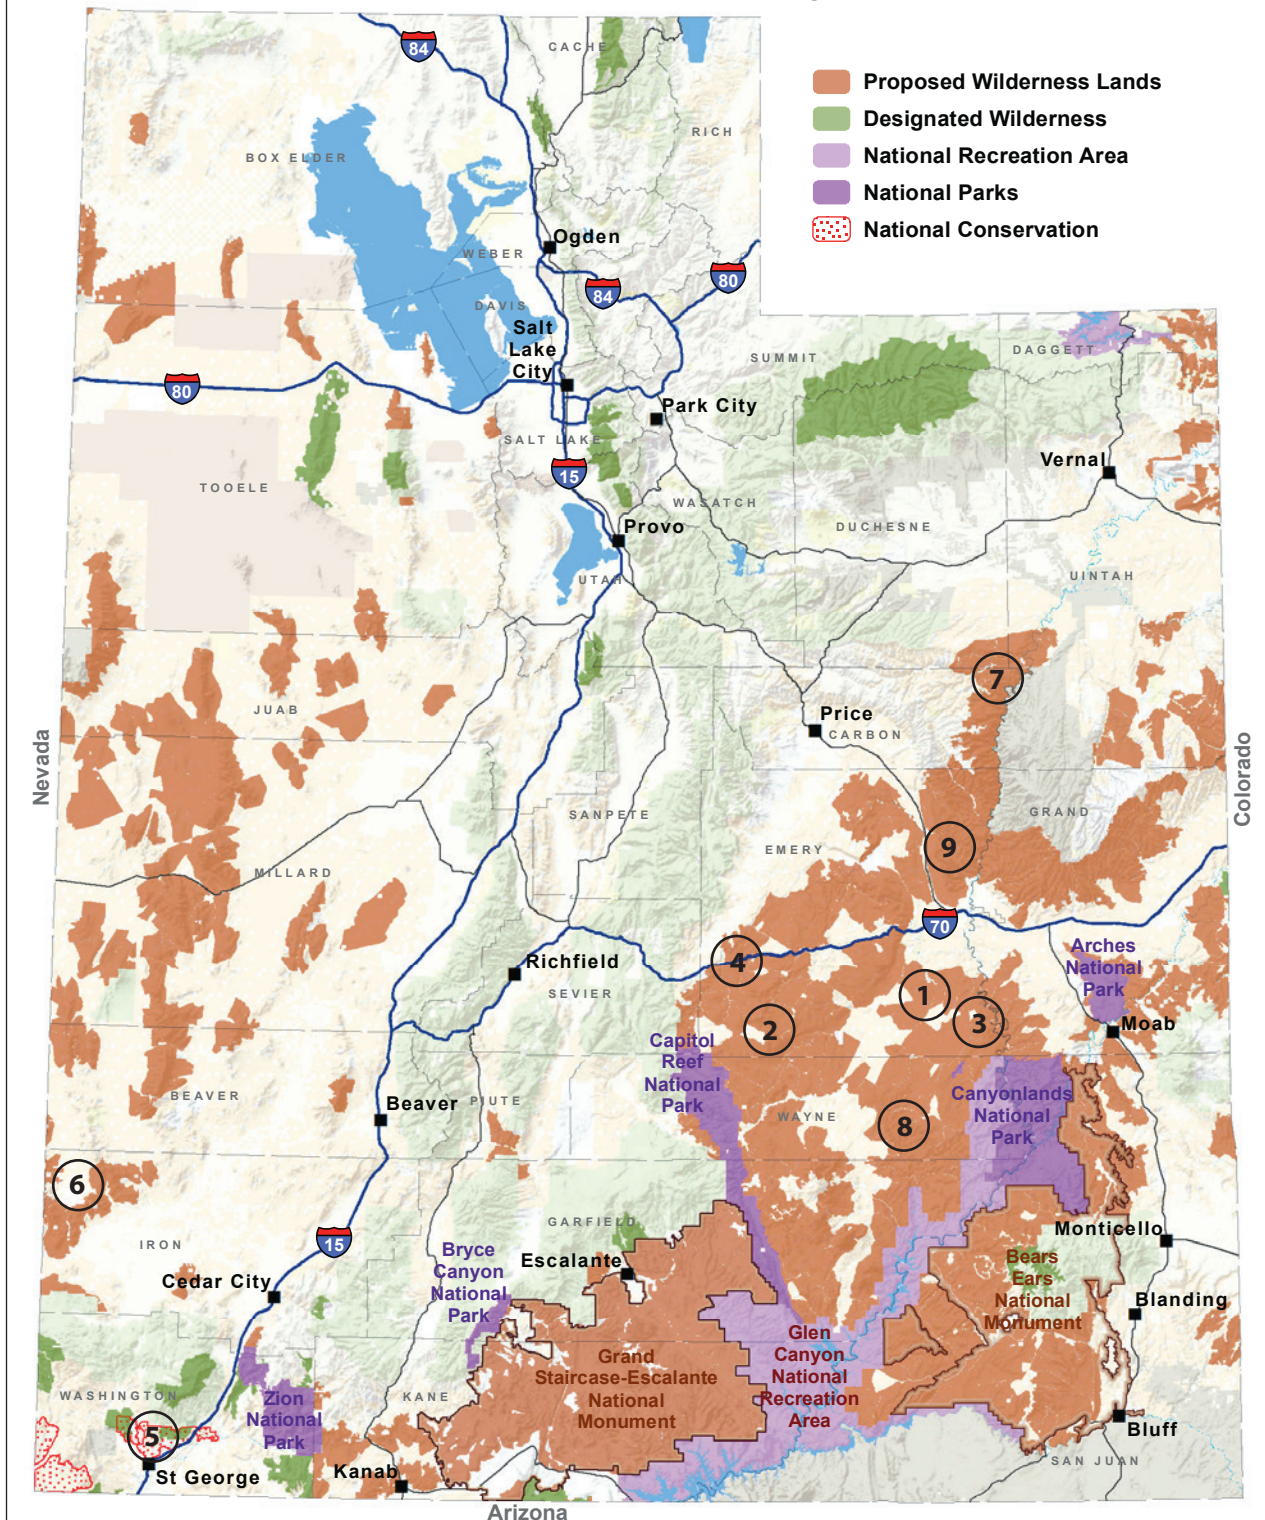 84
CACHE
Proposed Wilderness Lands
Designated Wilderness
National Recreation Area
National Parks
National Conservation
RICH
BOX ELDER
Ogden
WEBER
84
80
DAVIS
Salt
Lake
City
SUMMIT
DAGGETT
80
Park City
SALT LAKE
15
Vernal
TOOELE
WASATCH
DUCHESNE
Provo
UTAH
UINTAH
7
JUAB
Price
CARBON
Nevada
Colorado
SANPETE
GRAND
EMERY
9
MILLARD
70
Arches
National
Park
4
Richfield
SEVIER
1
3
2
Moab
Capitol
Reef
National
Park
BEAVER
Beaver
PIUTE
WAYNE
8
Canyonlands
National
Park
6
GARFIELD
Monticello
IRON
15
Escalante
Bryce
Canyon
National
Park
Bears
Ears
National
Monument
Cedar City
Blanding
Glen
Canyon
National
Recreation
Area
Grand
Staircase-Escalante
National
Monument
WASHINGTON
KANE
Zion
National
Park
5
Bluff
SAN JUAN
St George
Kanab
Arizona